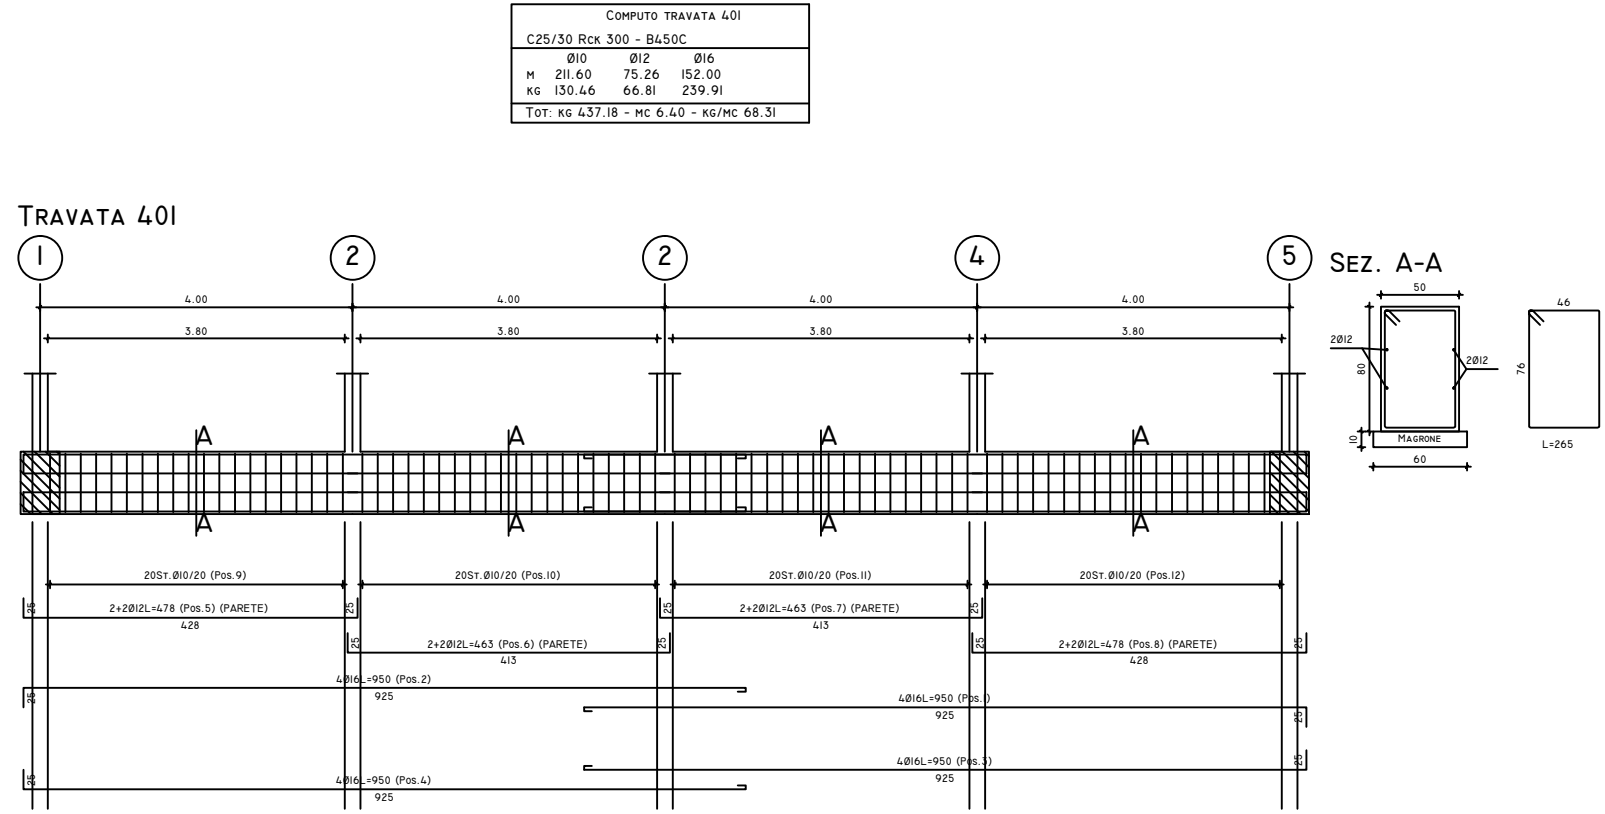 Computo travata 401
C25/30 Rck 300 - B450C
Ø10 Ø12 Ø16
m 211.60 75.26 152.00
kg 130.46 66.81 239.91
Tot: kg 437.18 - mc 6.40 - kg/mc 68.31
Travata 401
1 2 2 4 5
Sez. A-A
4.00 4.00 4.00 4.00
3.80 3.80 3.80 3.80
50
46
2Ø12
2Ø12
80
76
10
Magrone
60
L=265
A A A A
A A A A
20St.Ø10/20 (Pos.9) 20St.Ø10/20 (Pos.10) 20St.Ø10/20 (Pos.11) 20St.Ø10/20 (Pos.12)
25 2+2Ø12L=478 (Pos.5) (PARETE) 25
428
25 2+2Ø12L=463 (Pos.7) (PARETE) 25
413
25 2+2Ø12L=463 (Pos.6) (PARETE) 25
413
25 2+2Ø12L=478 (Pos.8) (PARETE) 25
428
25 4Ø16L=950 (Pos.2)
925
4Ø16L=950 (Pos.1) 25
925
4Ø16L=950 (Pos.3) 25
925
25 4Ø16L=950 (Pos.4)
925